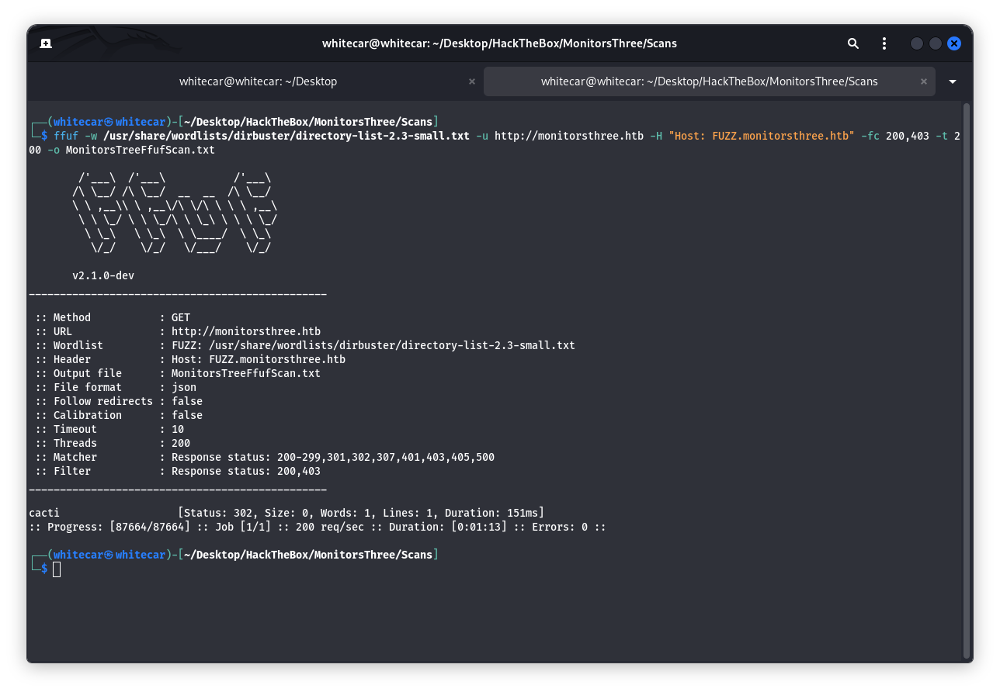 whitecar@whitecar: ~/Desktop/HackTheBox/MonitorsThree/Scans
whitecar@whitecar: ~/Desktop
whitecar@whitecar: ~/Desktop/HackTheBox/MonitorsThree/Scans
┌──(whitecar㉿whitecar)-[~/Desktop/HackTheBox/MonitorsThree/Scans]
└─$ ffuf -w /usr/share/wordlists/dirbuster/directory-list-2.3-small.txt -u http://monitorsthree.htb -H "Host: FUZZ.monitorsthree.htb" -fc 200,403 -t 2
00 -o MonitorsTreeFfufScan.txt
        /'___\  /'___\           /'___\
       /\ \__/ /\ \__/  __  __  /\ \__/
       \ \ ,__\\ \ ,__\/\ \/\ \ \ \ ,__\
        \ \ \_/ \ \ \_/\ \ \_\ \ \ \ \_/
         \ \_\   \ \_\  \ \____/  \ \_\
          \/_/    \/_/   \/___/    \/_/
       v2.1.0-dev
________________________________________________
 :: Method           : GET
 :: URL              : http://monitorsthree.htb
 :: Wordlist         : FUZZ: /usr/share/wordlists/dirbuster/directory-list-2.3-small.txt
 :: Header           : Host: FUZZ.monitorsthree.htb
 :: Output file      : MonitorsTreeFfufScan.txt
 :: File format      : json
 :: Follow redirects : false
 :: Calibration      : false
 :: Timeout          : 10
 :: Threads          : 200
 :: Matcher          : Response status: 200-299,301,302,307,401,403,405,500
 :: Filter           : Response status: 200,403
________________________________________________
cacti                   [Status: 302, Size: 0, Words: 1, Lines: 1, Duration: 151ms]
:: Progress: [87664/87664] :: Job [1/1] :: 200 req/sec :: Duration: [0:01:13] :: Errors: 0 ::
┌──(whitecar㉿whitecar)-[~/Desktop/HackTheBox/MonitorsThree/Scans]
└─$